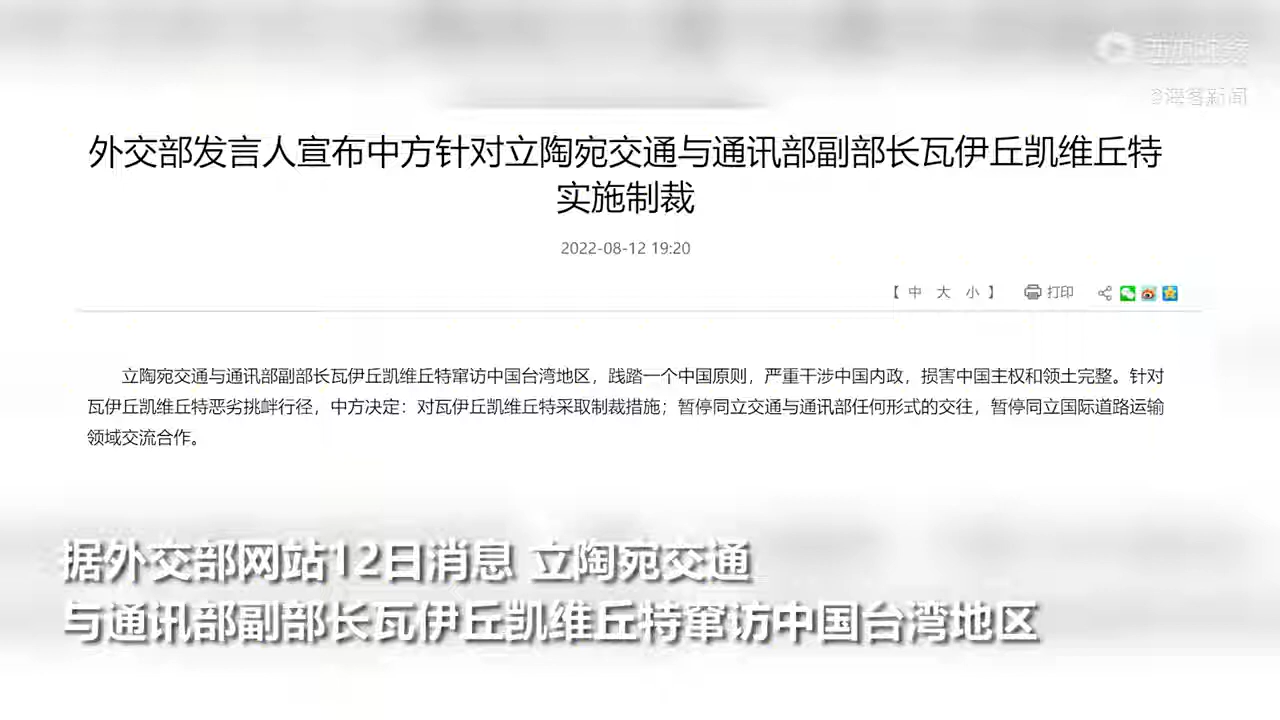 @海客新闻
外交部发言人宣布中方针对立陶宛交通与通讯部副部长瓦伊丘凯维丘特
实施制裁
2022-08-12 19:20
【 中 大 小 】 打印
立陶宛交通与通讯部副部长瓦伊丘凯维丘特窜访中国台湾地区，践踏一个中国原则，严重干涉中国内政，损害中国主权和领土完整。针对
瓦伊丘凯维丘特恶劣挑衅行径，中方决定：对瓦伊丘凯维丘特采取制裁措施；暂停同立交通与通讯部任何形式的交往，暂停同立国际道路运输
领域交流合作。
据外交部网站12日消息 立陶宛交通
与通讯部副部长瓦伊丘凯维丘特窜访中国台湾地区